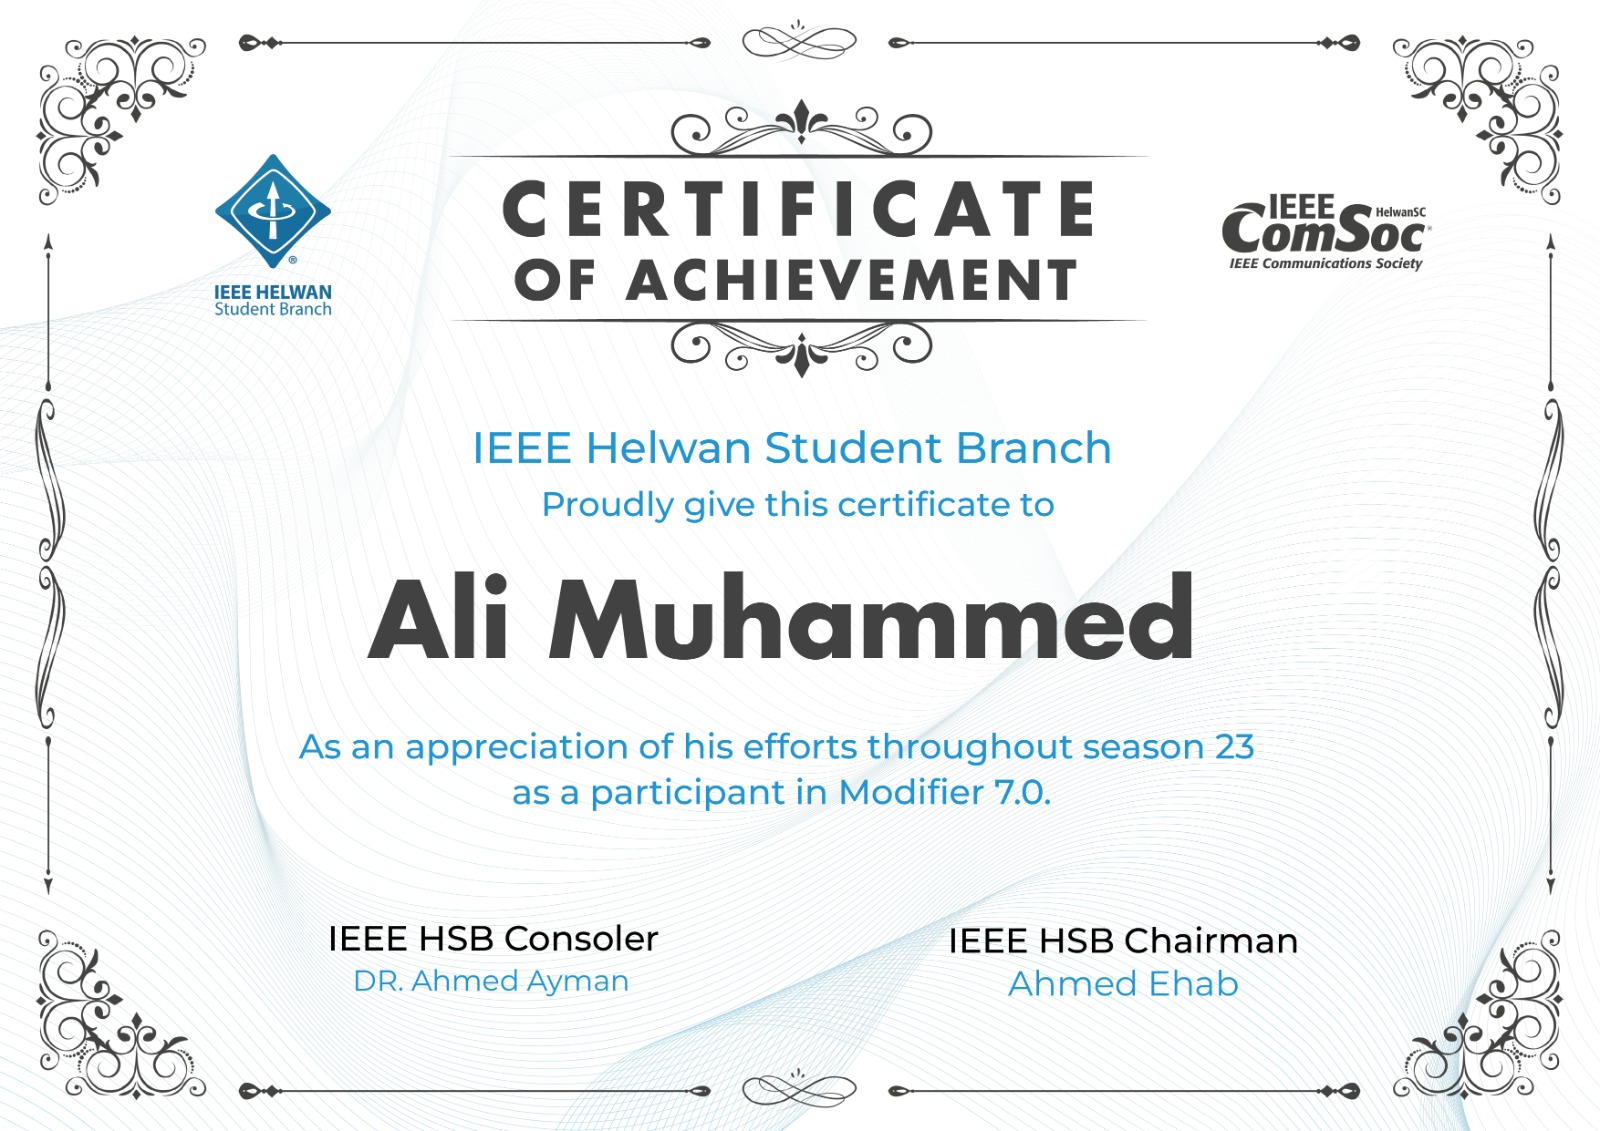 CERTIFICATE
OF ACHIEVEMENT
IEEE HELWAN
Student Branch
IEEE HelwanSC
ComSoc®
IEEE Communications Society
IEEE Helwan Student Branch
Proudly give this certificate to
Ali Muhammed
As an appreciation of his efforts throughout season 23
as a participant in Modifier 7.0.
IEEE HSB Consoler
DR. Ahmed Ayman
IEEE HSB Chairman
Ahmed Ehab